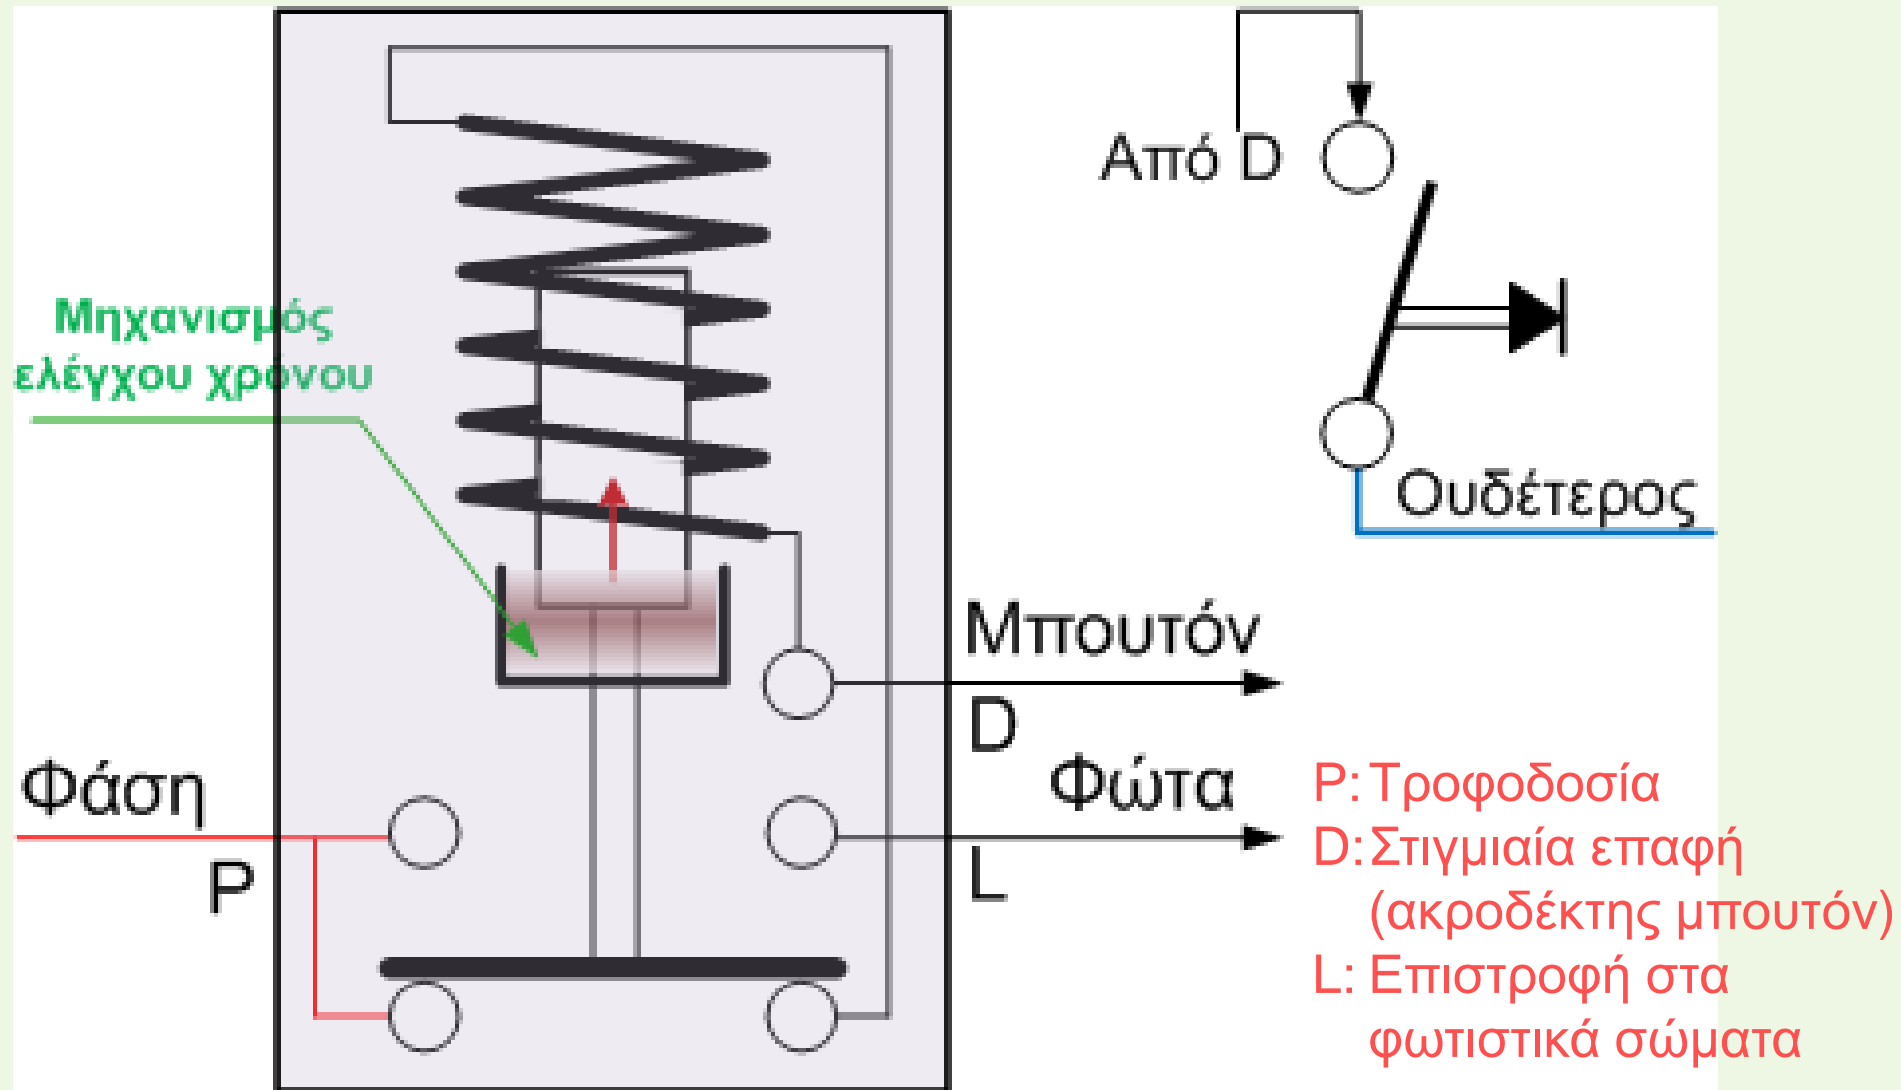 Από D
Μηχανισμός
ελέγχου χρόνου
Ουδέτερος
Μπουτόν
D
Φάση
P
Φώτα
L
P: Τροφοδοσία
D: Στιγμιαία επαφή
(ακροδέκτης μπουτόν)
L: Επιστροφή στα
φωτιστικά σώματα